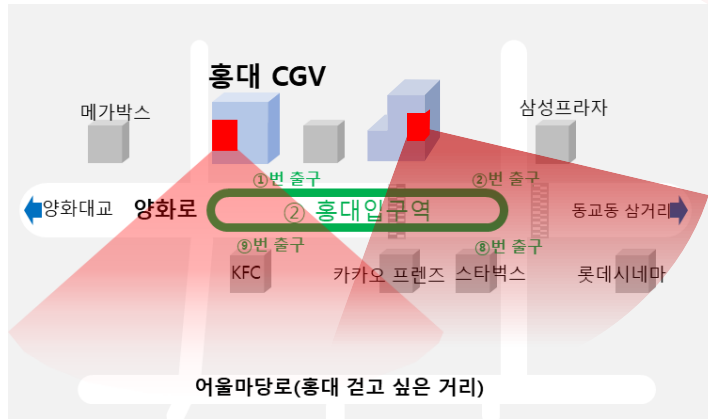 홍대 CGV
메가박스
삼성프라자
①번 출구
②번 출구
양화대교
양화로
② 홍대입구역
동교동 삼거리
⑨번 출구
⑧번 출구
KFC
카카오 프렌즈
스타벅스
롯데시네마
어울마당로(홍대 걷고 싶은 거리)